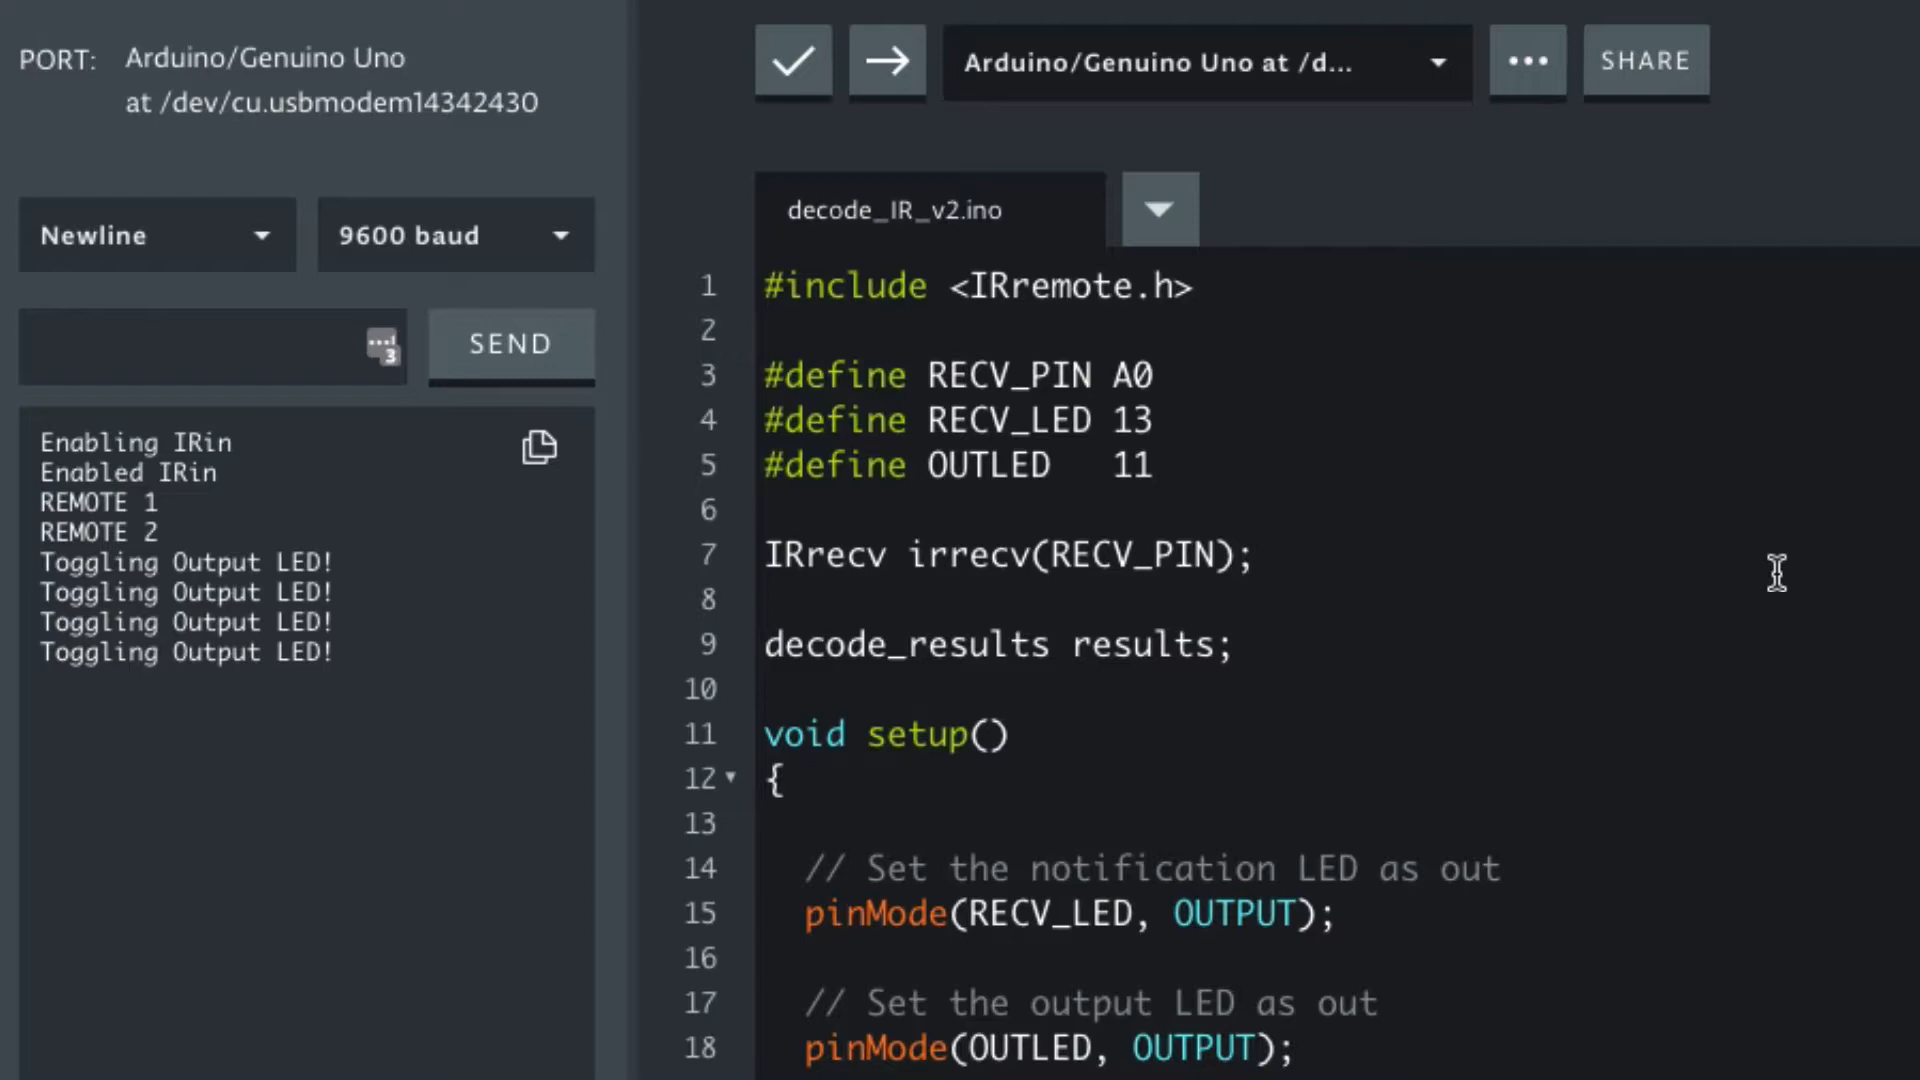 PORT: Arduino/Genuino Uno
at /dev/cu.usbmodem14342430
Newline
9600 baud
3
SEND
Enabling IRin
Enabled IRin
REMOTE 1
REMOTE 2
Toggling Output LED!
Toggling Output LED!
Toggling Output LED!
Toggling Output LED!
Arduino/Genuino Uno at /d...
SHARE
decode_IR_v2.ino
1 #include <IRremote.h>
2
3 #define RECV_PIN A0
4 #define RECV_LED 13
5 #define OUTLED   11
6
7 IRrecv irrecv(RECV_PIN);
8
9 decode_results results;
10
11 void setup()
12 {
13
14   // Set the notification LED as out
15   pinMode(RECV_LED, OUTPUT);
16
17   // Set the output LED as out
18   pinMode(OUTLED, OUTPUT);